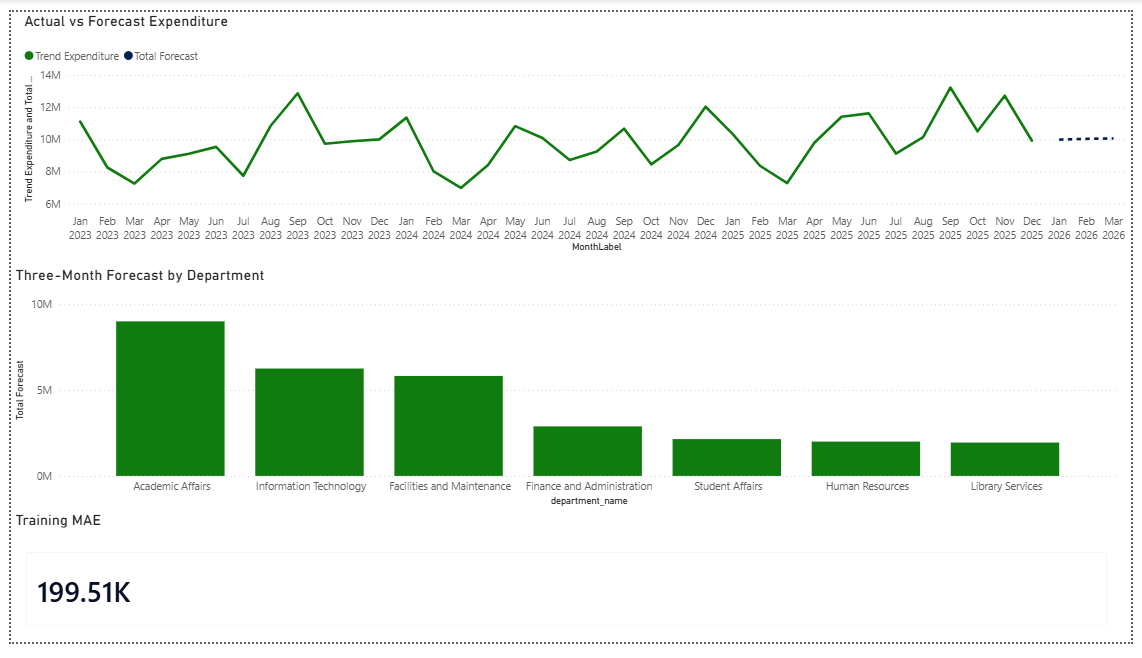 Actual vs Forecast Expenditure
Trend Expenditure Total Forecast
Trend Expenditure and Total ...
14M
12M
10M
8M
6M
Jan Feb Mar Apr May Jun Jul Aug Sep Oct Nov Dec Jan Feb Mar Apr May Jun Jul Aug Sep Oct Nov Dec Jan Feb Mar Apr May Jun Jul Aug Sep Oct Nov Dec Jan Feb Mar
2023 2023 2023 2023 2023 2023 2023 2023 2023 2023 2023 2023 2024 2024 2024 2024 2024 2024 2024 2024 2024 2024 2024 2024 2025 2025 2025 2025 2025 2025 2025 2025 2025 2025 2025 2025 2026 2026 2026
MonthLabel
Three-Month Forecast by Department
Total Forecast
10M
5M
0M
Academic Affairs Information Technology Facilities and Maintenance Finance and Administration Student Affairs Human Resources Library Services
department_name
Training MAE
199.51K